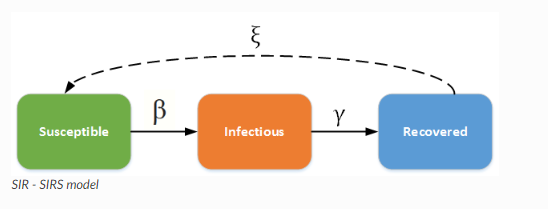 ξ
β
γ
Susceptible
Infectious
Recovered
SIR - SIRS model